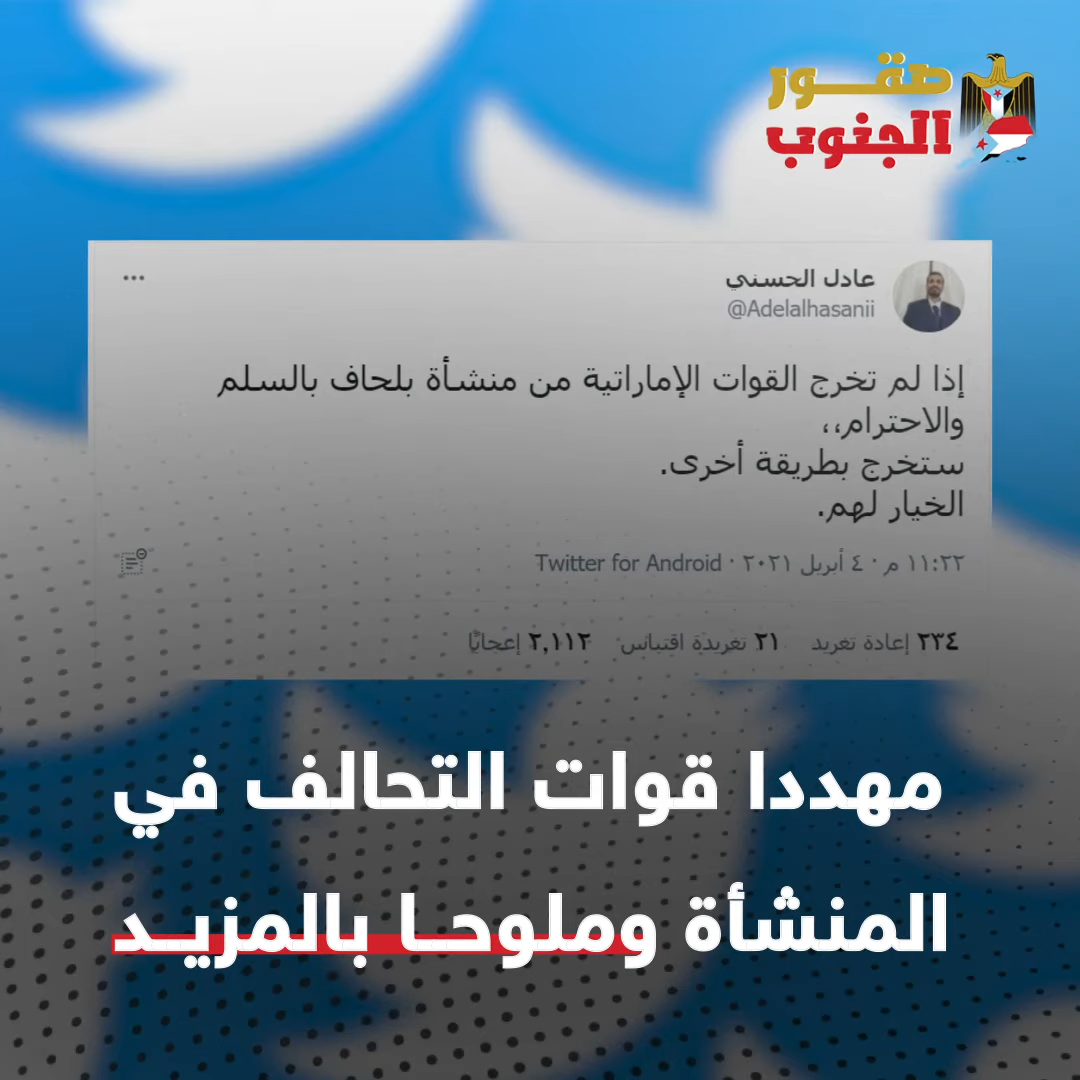 صقور
الجنوب
عادل الحسني
@Adelalhasanii
إذا لم تخرج القوات الإماراتية من منشأة بلحاف بالسلم
والاحترام،،
ستخرج بطريقة أخرى.
الخيار لهم.
١١:٢٢ م · ٤ أبريل ٢٠٢١ · Twitter for Android
٢٣٤ إعادة تغريد ٢١ تغريدة اقتباس ٢,١١٢ إعجابًا
مهددا قوات التحالف في
المنشأة وملوحا بالمزيد